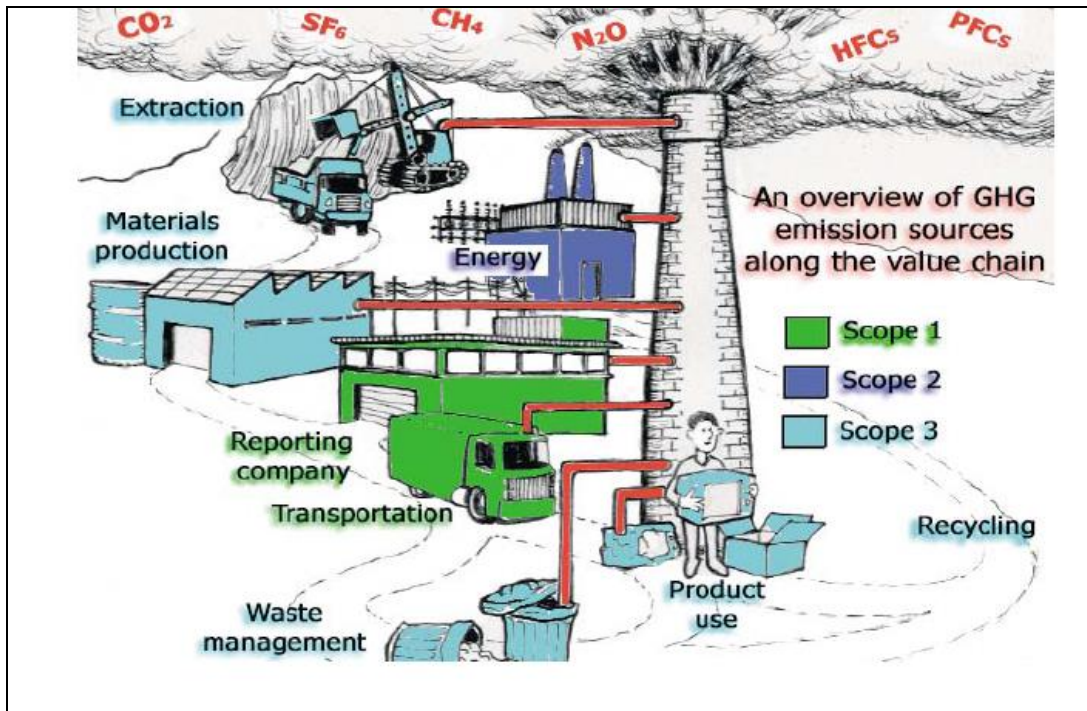 CO₂
SF₆
CH₄
N₂O
HFCs
PFCs
Extraction
Materials
production
Energy
An overview of GHG
emission sources
along the value chain
Scope 1
Scope 2
Scope 3
Reporting
company
Transportation
Recycling
Product
use
Waste
management